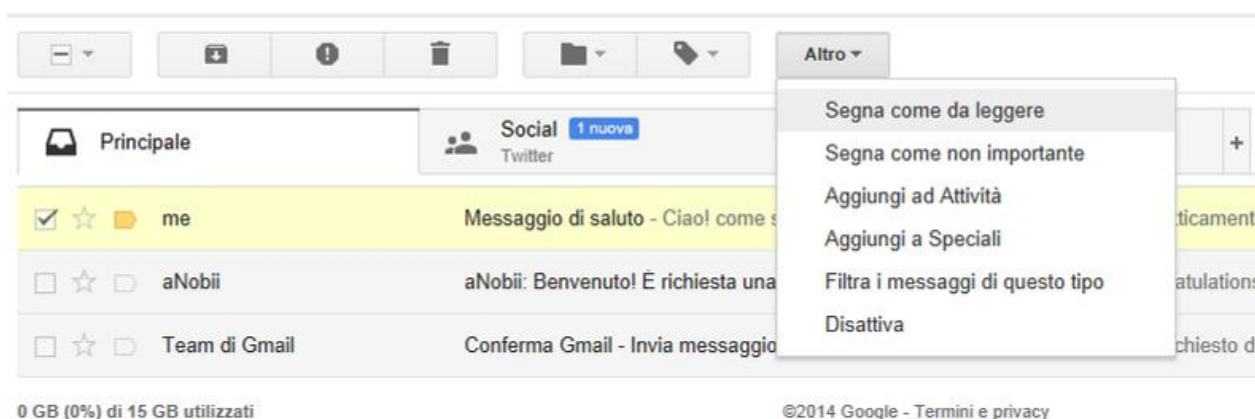 Altro
Principale
Social 1 nuova
Twitter
+
Segna come da leggere
Segna come non importante
Aggiungi ad Attività
Aggiungi a Speciali
Filtra i messaggi di questo tipo
Disattiva
me Messaggio di saluto - Ciao! come
aNobii aNobii: Benvenuto! È richiesta una
Team di Gmail Conferma Gmail - Invia messaggio
0 GB (0%) di 15 GB utilizzati ©2014 Google - Termini e privacy